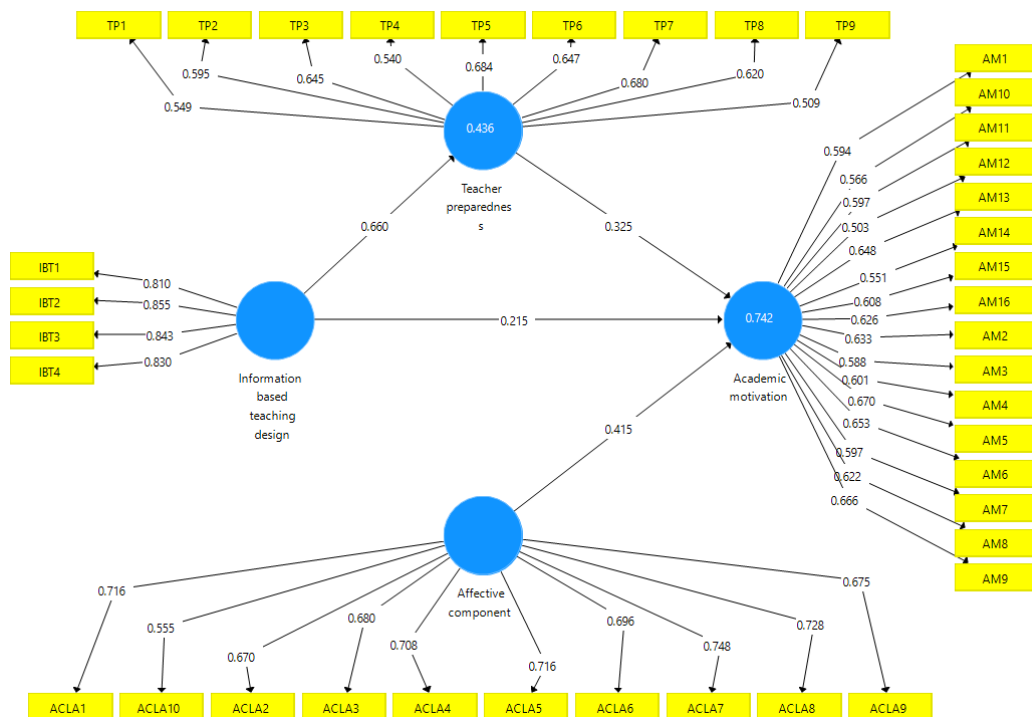 TP1 TP2 TP3 TP4 TP5 TP6 TP7 TP8 TP9
0.549 0.595 0.645 0.540 0.684 0.647 0.680 0.620 0.509
0.436
Teacher
preparednes
s
0.660
0.325
IBT1
IBT2
IBT3
IBT4
0.810
0.855
0.843
0.830
Information
based
teaching
design
0.215
0.742
Academic
motivation
0.415
AM1
AM10
AM11
AM12
AM13
AM14
AM15
AM16
AM2
AM3
AM4
AM5
AM6
AM7
AM8
AM9
0.594
0.566
0.597
0.503
0.648
0.551
0.608
0.626
0.633
0.588
0.601
0.670
0.653
0.597
0.622
0.666
Affective
component
0.716 0.555 0.670 0.680 0.708 0.716 0.696 0.748 0.728 0.675
ACLA1 ACLA10 ACLA2 ACLA3 ACLA4 ACLA5 ACLA6 ACLA7 ACLA8 ACLA9